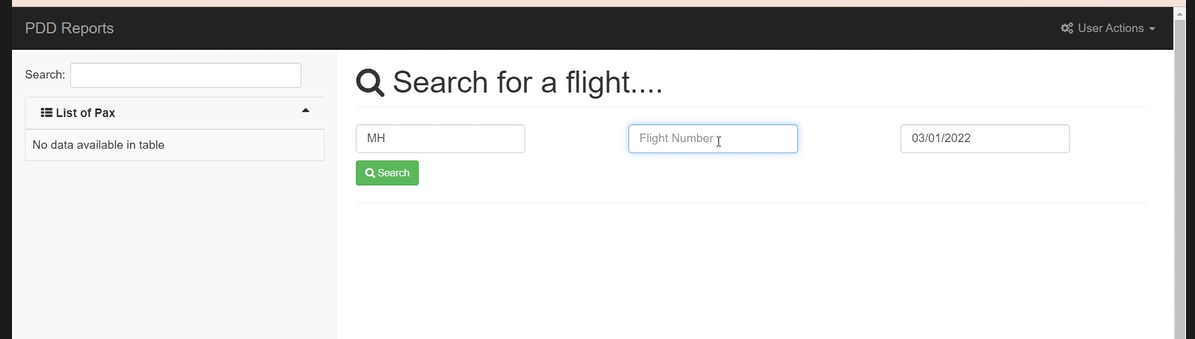 PDD Reports
User Actions
Search:
List of Pax
No data available in table
Search for a flight....
MH
Flight Number
03/01/2022
Search